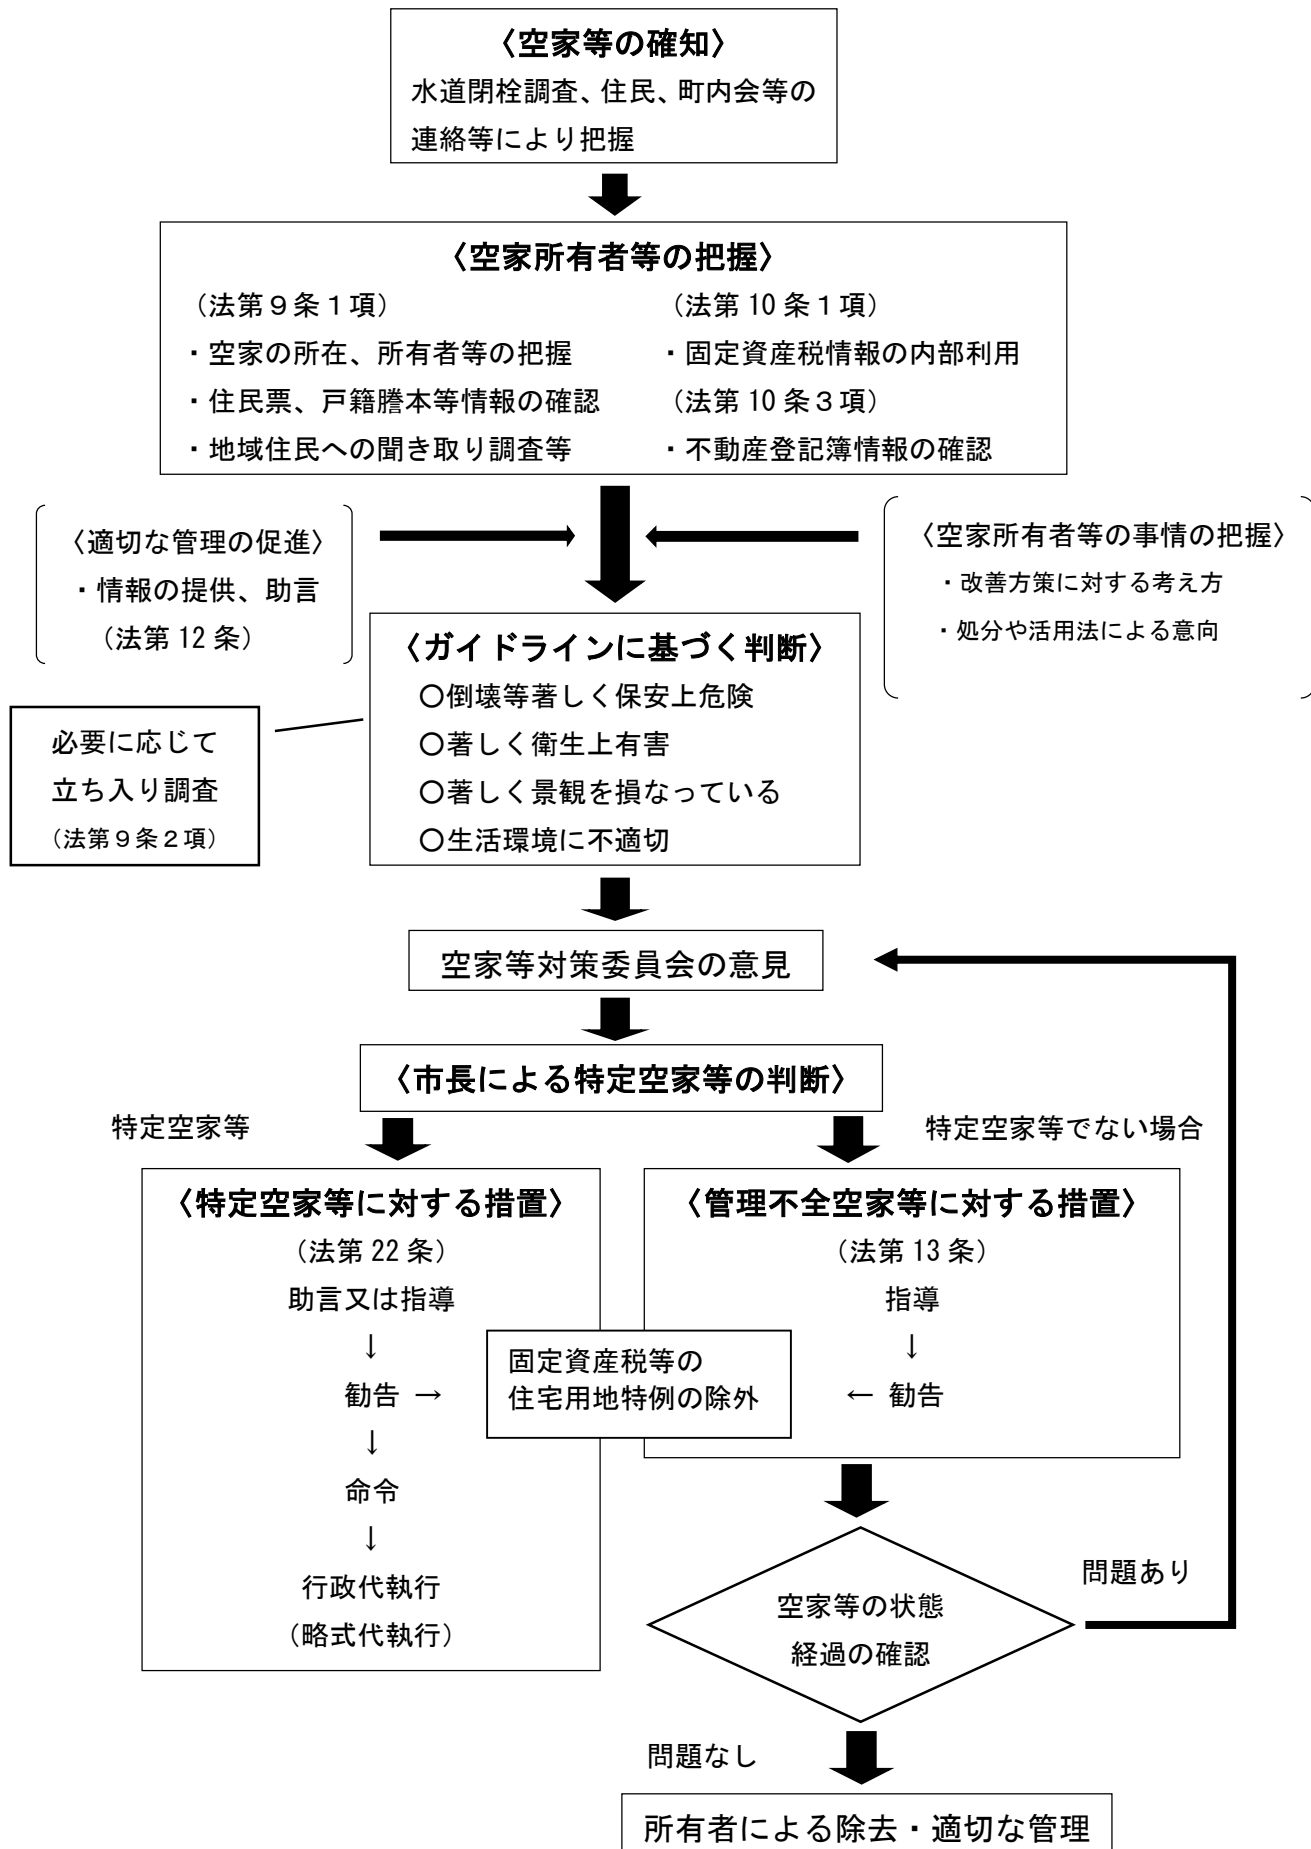 〈空家等の確知〉
水道閉栓調査、住民、町内会等の
連絡等により把握
〈空家所有者等の把握〉
（法第９条１項）
・空家の所在、所有者等の把握
・住民票、戸籍謄本等情報の確認
・地域住民への聞き取り調査等
（法第 10 条１項）
・固定資産税情報の内部利用
（法第 10 条３項）
・不動産登記簿情報の確認
〈適切な管理の促進〉
・情報の提供、助言
（法第 12 条）
〈空家所有者等の事情の把握〉
・改善方策に対する考え方
・処分や活用法による意向
〈ガイドラインに基づく判断〉
〇倒壊等著しく保安上危険
〇著しく衛生上有害
〇著しく景観を損なっている
〇生活環境に不適切
必要に応じて
立ち入り調査
（法第９条２項）
空家等対策委員会の意見
〈市長による特定空家等の判断〉
特定空家等
特定空家等でない場合
〈特定空家等に対する措置〉
（法第 22 条）
助言又は指導
↓
勧告 →
↓
命令
↓
行政代執行
（略式代執行）
固定資産税等の
住宅用地特例の除外
〈管理不全空家等に対する措置〉
（法第 13 条）
指導
↓
← 勧告
空家等の状態
経過の確認
問題あり
問題なし
所有者による除去・適切な管理